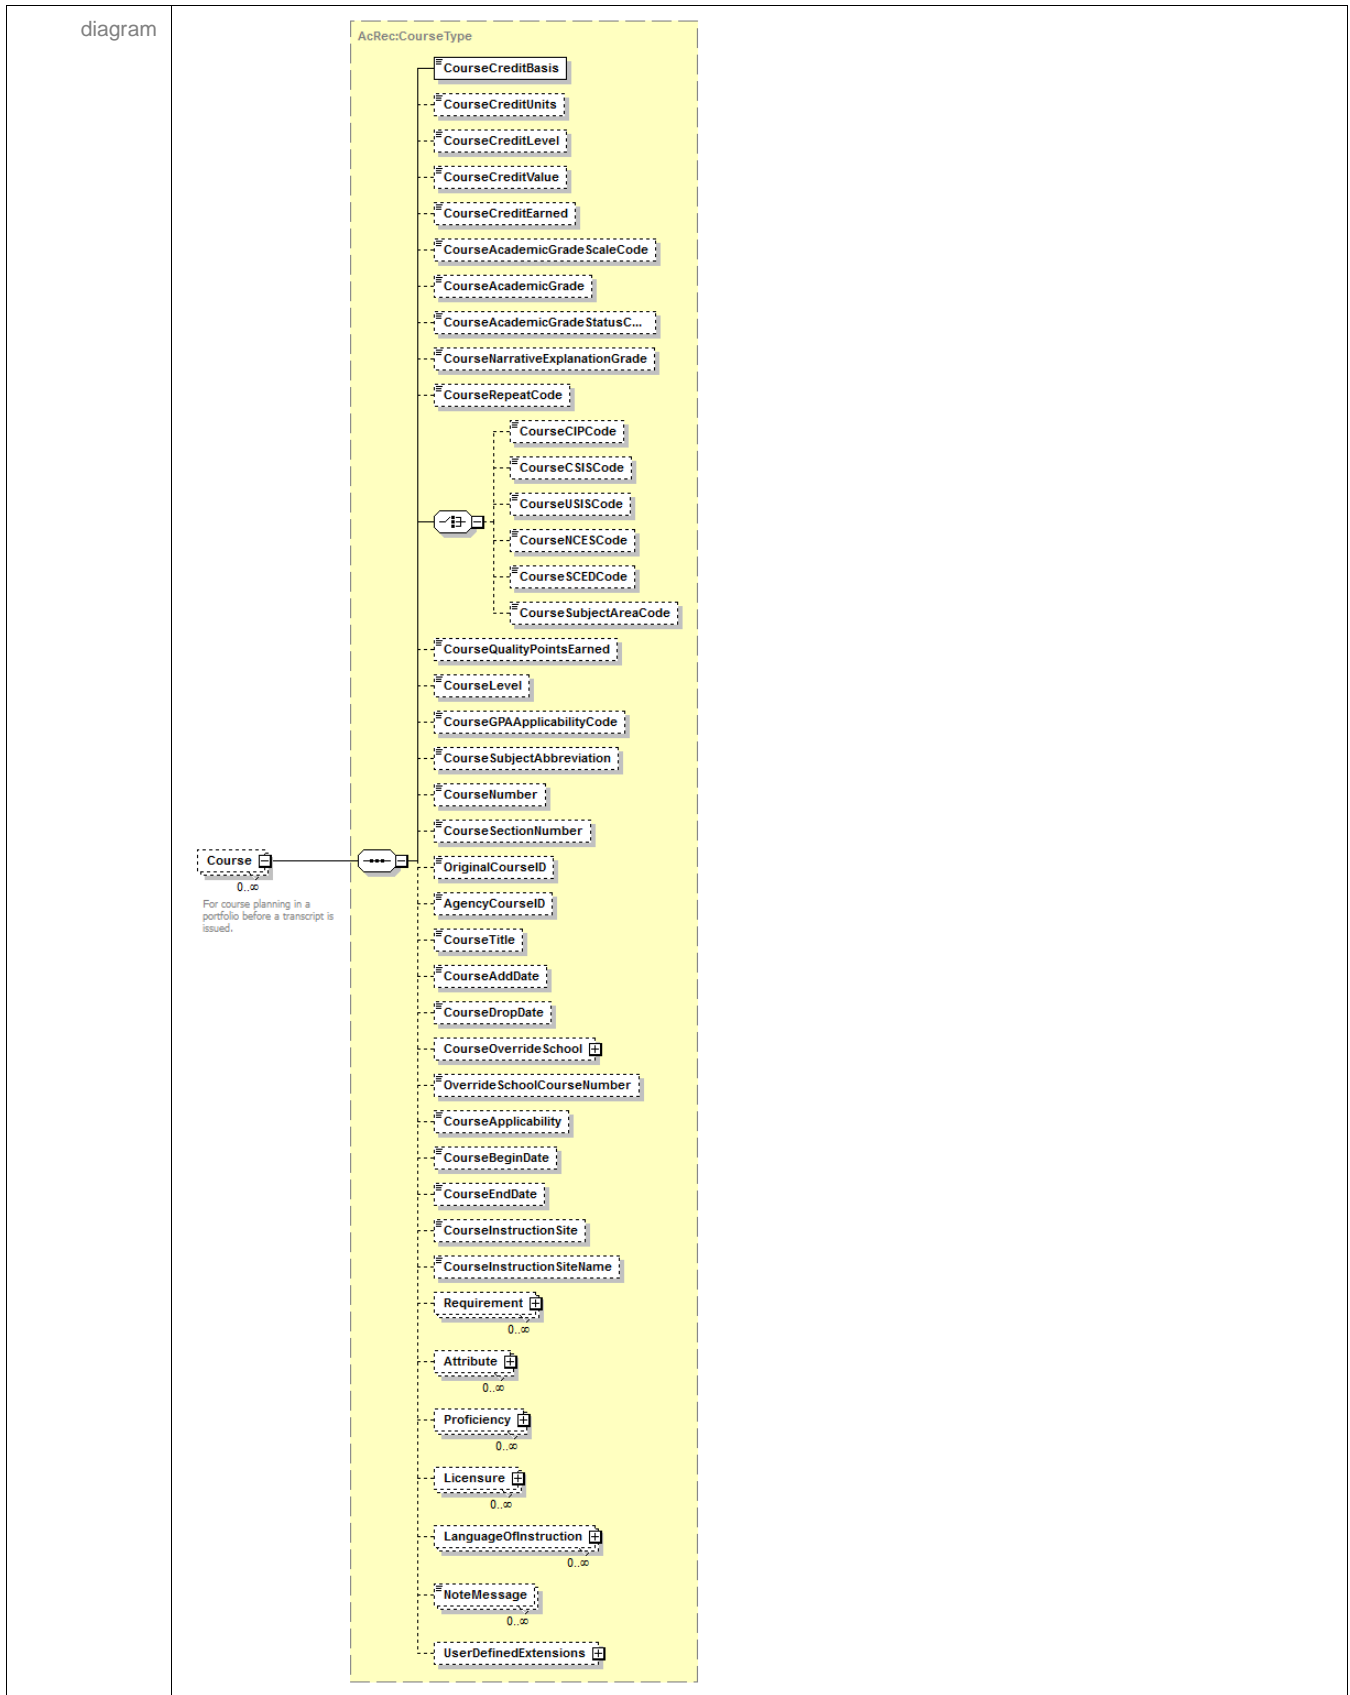 diagram
AcRec:CourseType
CourseCreditBasis
CourseCreditUnits
CourseCreditLevel
CourseCreditValue
CourseCreditEarned
CourseAcademicGradeScaleCode
CourseAcademicGrade
CourseAcademicGradeStatusC...
CourseNarrativeExplanationGrade
CourseRepeatCode
CourseCIPCode
CourseCSISCode
CourseUSISCode
CourseNCESCode
CourseSCEDCode
CourseSubjectAreaCode
CourseQualityPointsEarned
CourseLevel
CourseGPAApplicabilityCode
CourseSubjectAbbreviation
CourseNumber
CourseSectionNumber
Course
0..∞
For course planning in a
portfolio before a transcript is
issued.
OriginalCourseID
AgencyCourseID
CourseTitle
CourseAddDate
CourseDropDate
CourseOverrideSchool
OverrideSchoolCourseNumber
CourseApplicability
CourseBeginDate
CourseEndDate
CourseInstructionSite
CourseInstructionSiteName
Requirement
0..∞
Attribute
0..∞
Proficiency
0..∞
Licensure
0..∞
LanguageOfInstruction
0..∞
NoteMessage
0..∞
UserDefinedExtensions